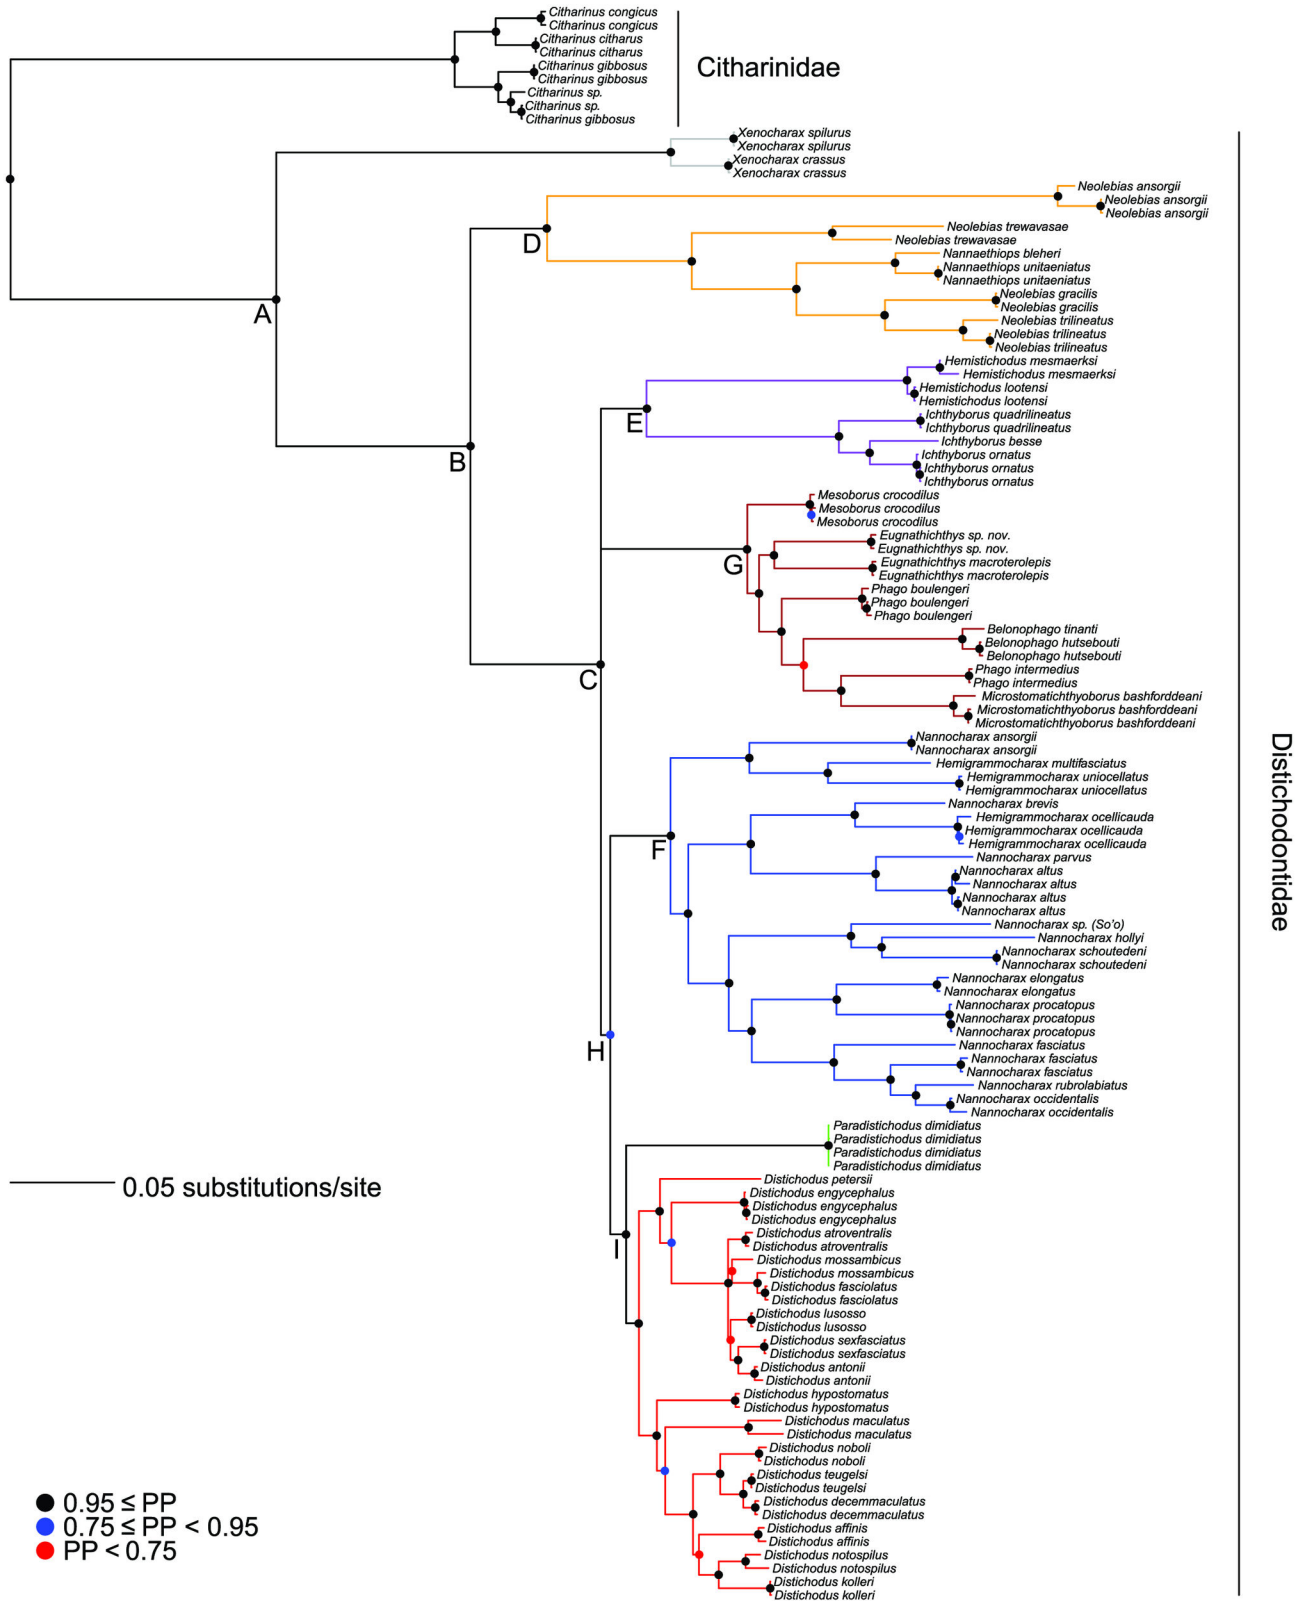 Citharinus congicus
Citharinus congicus
Citharinus citharus
Citharinus citharus
Citharinus gibbosus
Citharinus gibbosus
Citharinus sp.
Citharinus sp.
Citharinus gibbosus
Citharinidae
Xenocharax spilurus
Xenocharax spilurus
Xenocharax crassus
Xenocharax crassus
Neolebias ansorgii
Neolebias ansorgii
Neolebias ansorgii
Neolebias trewavasae
Neolebias trewavasae
D
Nannaethiops bleheri
Nannaethiops unitaeniatus
Nannaethiops unitaeniatus
Neolebias gracilis
Neolebias gracilis
A
Neolebias trilineatus
Neolebias trilineatus
Neolebias trilineatus
Hemistichodus mesmaerksi
Hemistichodus mesmaerksi
Hemistichodus lootensi
Hemistichodus lootensi
Ichthyborus quadrilineatus
E
Ichthyborus quadrilineatus
Ichthyborus besse
Ichthyborus ornatus
B
Ichthyborus ornatus
Ichthyborus ornatus
Mesoborus crocodilus
Mesoborus crocodilus
Mesoborus crocodilus
Eugnathichthys sp. nov.
Eugnathichthys sp. nov.
Eugnathichthys macroterolepis
G
Eugnathichthys macroterolepis
Phago boulengeri
Phago boulengeri
Phago boulengeri
Belonophago tinanti
Belonophago hutsebouti
Belonophago hutsebouti
Phago intermedius
C
Phago intermedius
Microstomatichthyoborus bashforddeani
Microstomatichthyoborus bashforddeani
Microstomatichthyoborus bashforddeani
Nannocharax ansorgii
Nannocharax ansorgii
Hemigrammocharax multifasciatus
Hemigrammocharax uniocellatus
Hemigrammocharax uniocellatus
Distichodontidae
Nannocharax brevis
Hemigrammocharax ocellicauda
Hemigrammocharax ocellicauda
Hemigrammocharax ocellicauda
F
Nannocharax parvus
Nannocharax altus
Nannocharax altus
Nannocharax altus
Nannocharax altus
Nannocharax sp. (So'o)
Nannocharax hollyi
Nannocharax schoutedeni
Nannocharax schoutedeni
Nannocharax elongatus
Nannocharax elongatus
Nannocharax procatopus
Nannocharax procatopus
Nannocharax procatopus
Nannocharax fasciatus
H
Nannocharax fasciatus
Nannocharax fasciatus
Nannocharax rubrolabiatus
Nannocharax occidentalis
Nannocharax occidentalis
Paradistichodus dimidiatus
Paradistichodus dimidiatus
Paradistichodus dimidiatus
Paradistichodus dimidiatus
0.05 substitutions/site
Distichodus petersii
Distichodus engycephalus
Distichodus engycephalus
Distichodus engycephalus
Distichodus atroventralis
Distichodus atroventralis
I
Distichodus mossambicus
Distichodus mossambicus
Distichodus fasciolatus
Distichodus fasciolatus
Distichodus lusosso
Distichodus lusosso
Distichodus sexfasciatus
Distichodus sexfasciatus
Distichodus antonii
Distichodus antonii
Distichodus hypostomatus
Distichodus hypostomatus
Distichodus maculatus
Distichodus maculatus
Distichodus noboli
Distichodus noboli
Distichodus teugelsi
Distichodus teugelsi
Distichodus decemmaculatus
Distichodus decemmaculatus
Distichodus affinis
Distichodus affinis
Distichodus notospilus
Distichodus notospilus
Distichodus kolleri
Distichodus kolleri
0.95 ≤ PP
0.75 ≤ PP < 0.95
PP < 0.75